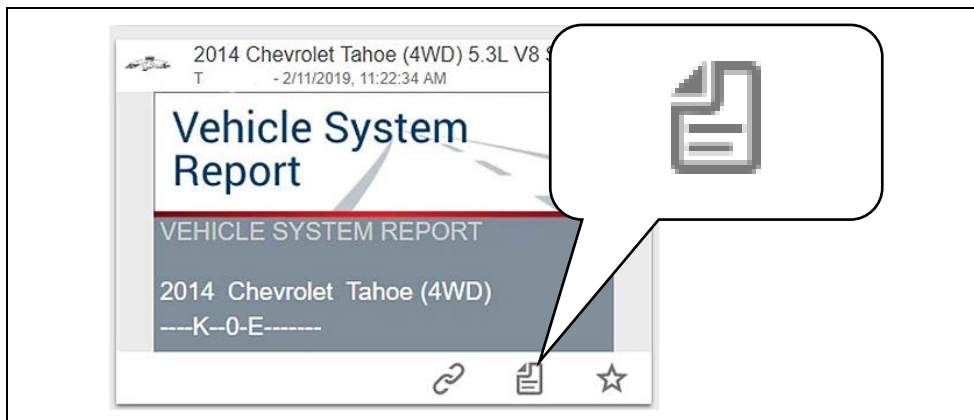 2014 Chevrolet Tahoe (4WD) 5.3L V8
T - 2/11/2019, 11:22:34 AM
Vehicle System
Report
VEHICLE SYSTEM REPORT
2014 Chevrolet Tahoe (4WD)
----K--0-E-------